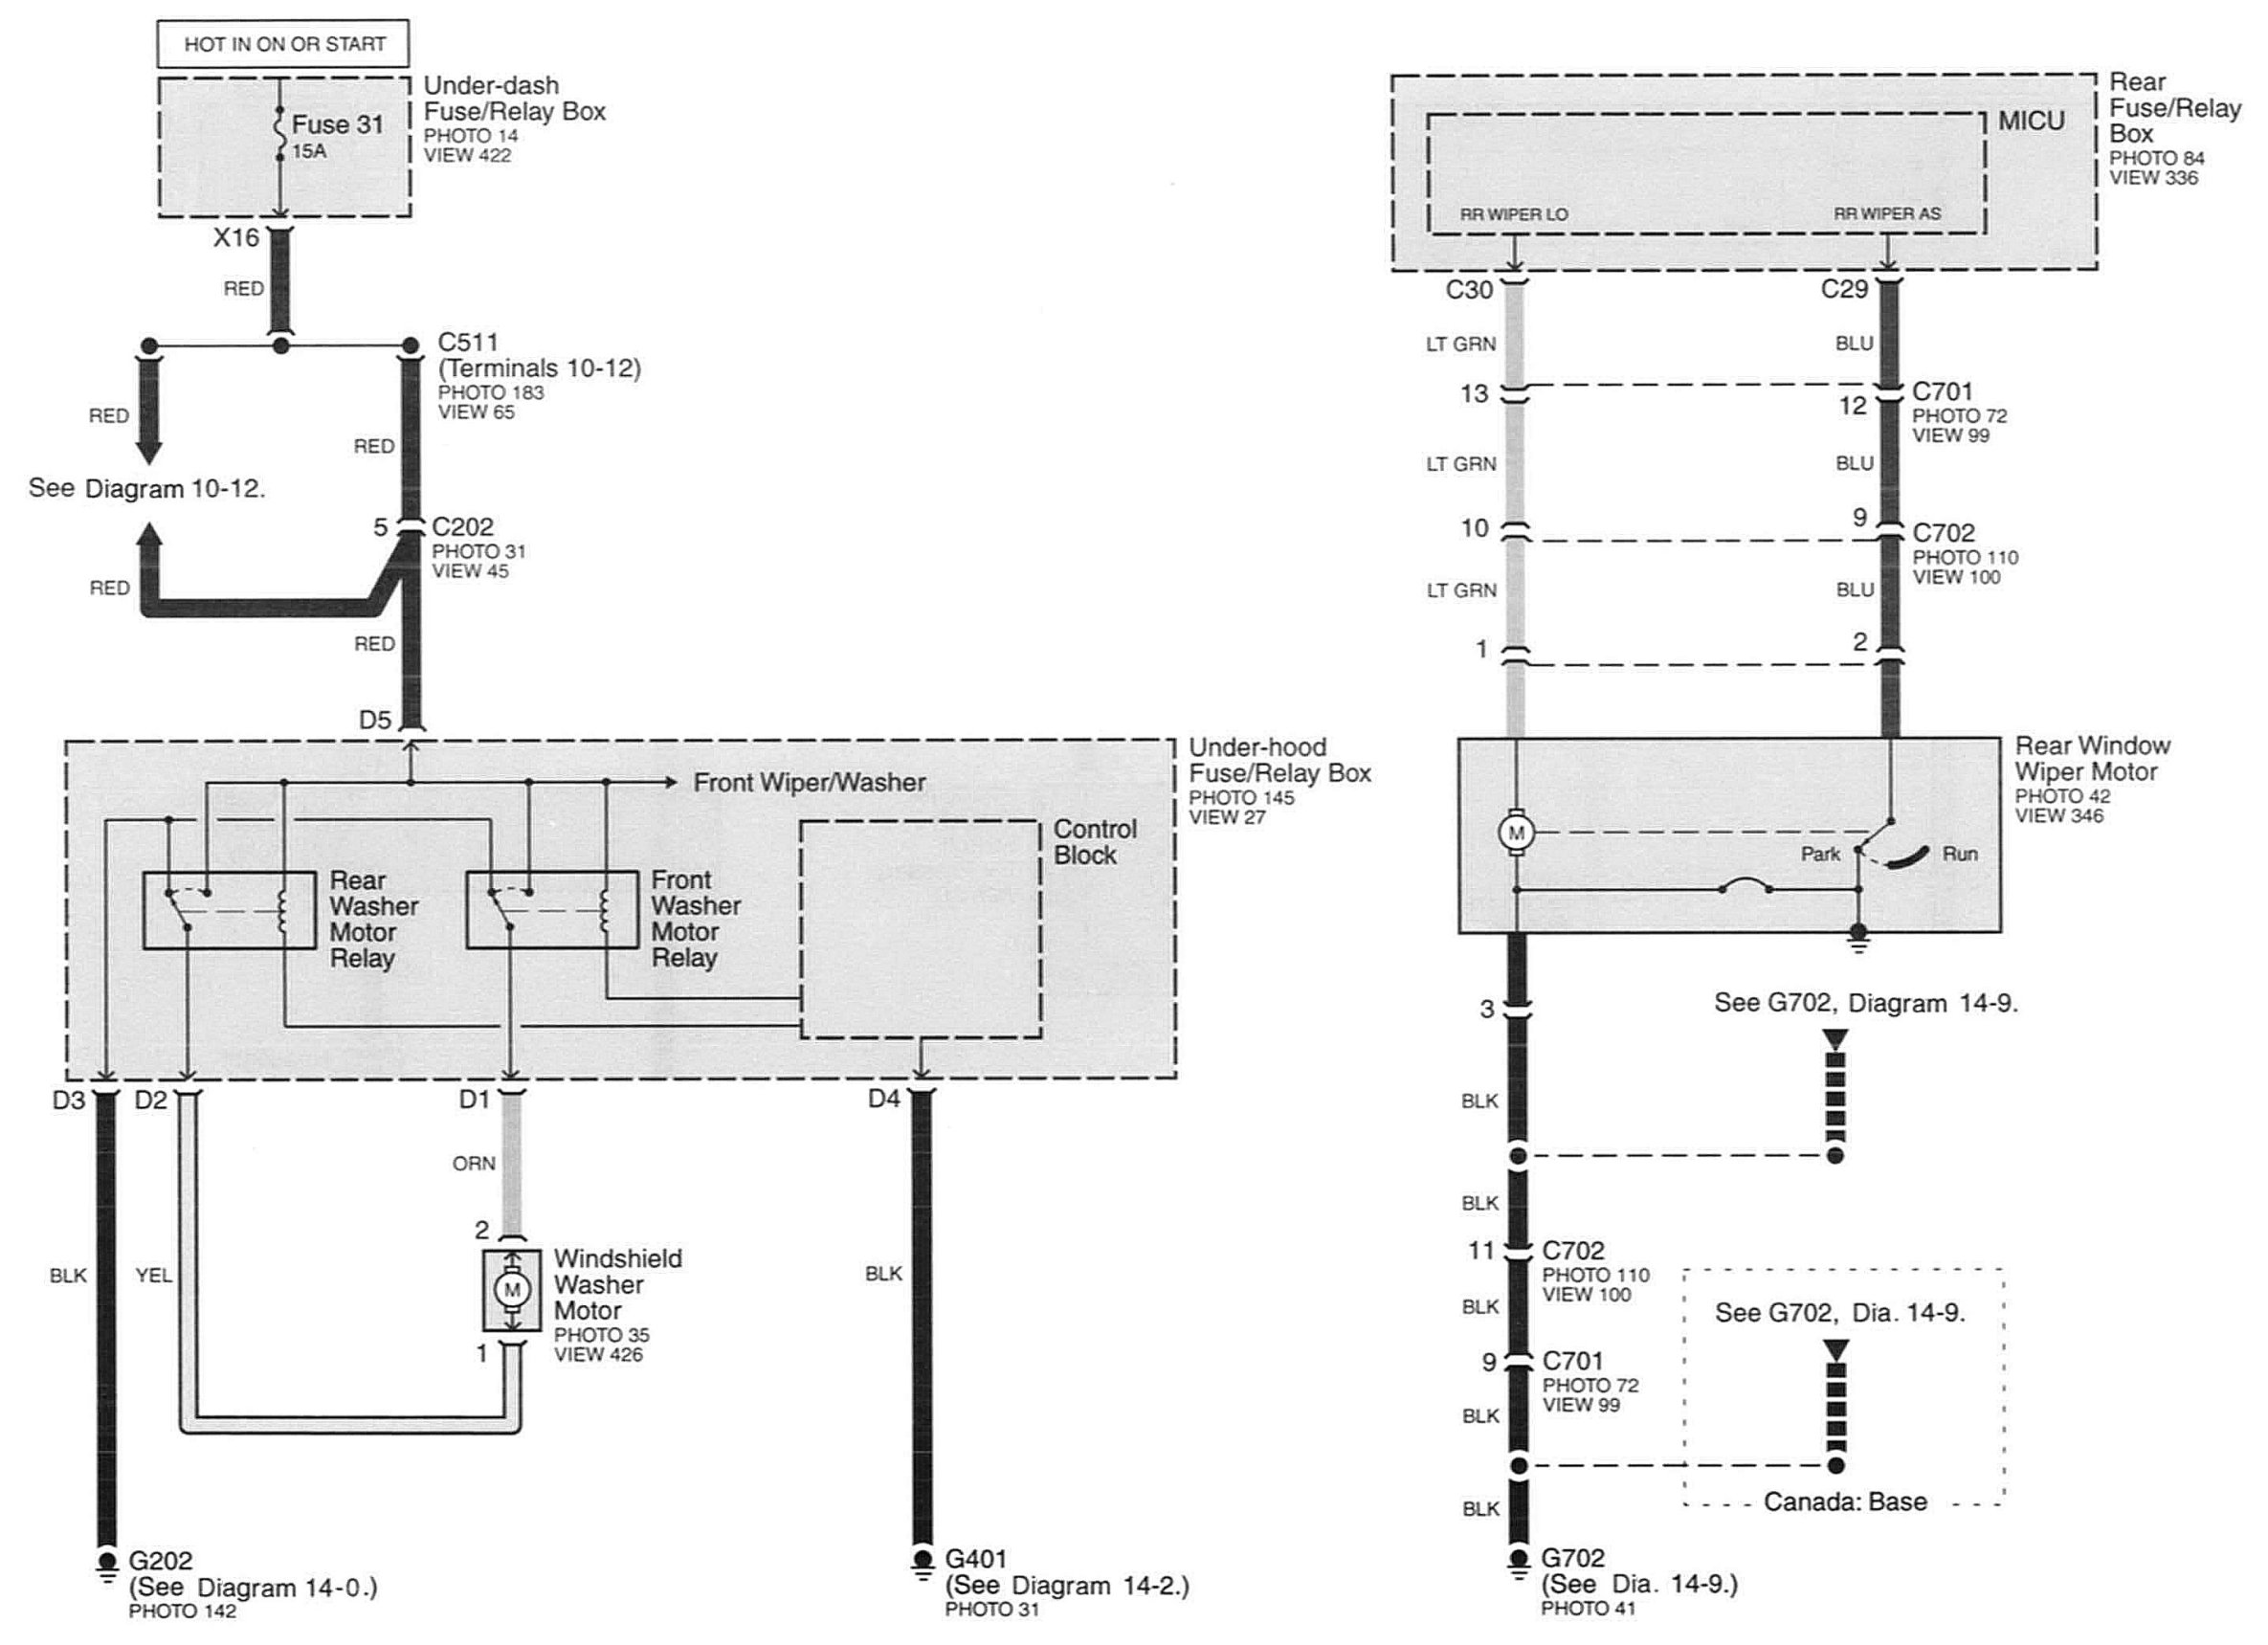 HOT IN ON OR START
Under-dash
Fuse/Relay Box
PHOTO 14
VIEW 422
Fuse 31
15A
X16
RED
C511
(Terminals 10-12)
PHOTO 183
VIEW 65
RED
RED
See Diagram 10-12.
5
C202
PHOTO 31
VIEW 45
RED
RED
D5
Under-hood
Fuse/Relay Box
PHOTO 145
VIEW 27
Front Wiper/Washer
Control
Block
Rear
Washer
Motor
Relay
Front
Washer
Motor
Relay
D3
D2
D1
D4
ORN
2
M
Windshield
Washer
Motor
PHOTO 35
VIEW 426
1
BLK
YEL
BLK
G202
(See Diagram 14-0.)
PHOTO 142
G401
(See Diagram 14-2.)
PHOTO 31
Rear
Fuse/Relay
Box
PHOTO 84
VIEW 336
MICU
RR WIPER LO
RR WIPER AS
C30
C29
LT GRN
BLU
13
12
C701
PHOTO 72
VIEW 99
LT GRN
BLU
10
9
C702
PHOTO 110
VIEW 100
LT GRN
BLU
1
2
Rear Window
Wiper Motor
PHOTO 42
VIEW 346
M
Park
Run
3
See G702, Diagram 14-9.
BLK
BLK
11
C702
PHOTO 110
VIEW 100
BLK
See G702, Dia. 14-9.
9
C701
PHOTO 72
VIEW 99
BLK
Canada: Base
BLK
G702
(See Dia. 14-9.)
PHOTO 41